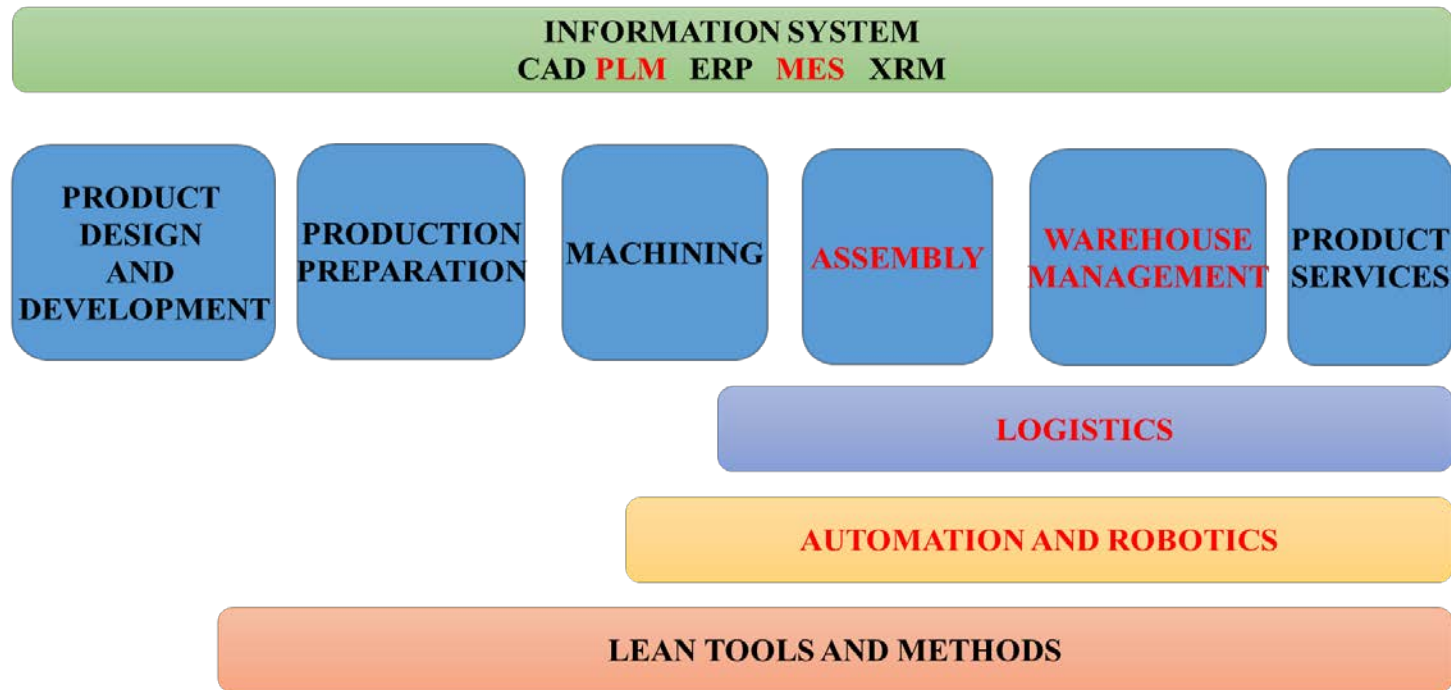 INFORMATION SYSTEM
CAD PLM ERP MES XRM
PRODUCT
DESIGN
AND
DEVELOPMENT
PRODUCTION
PREPARATION
MACHINING
ASSEMBLY
WAREHOUSE
MANAGEMENT
PRODUCT
SERVICES
LOGISTICS
AUTOMATION AND ROBOTICS
LEAN TOOLS AND METHODS